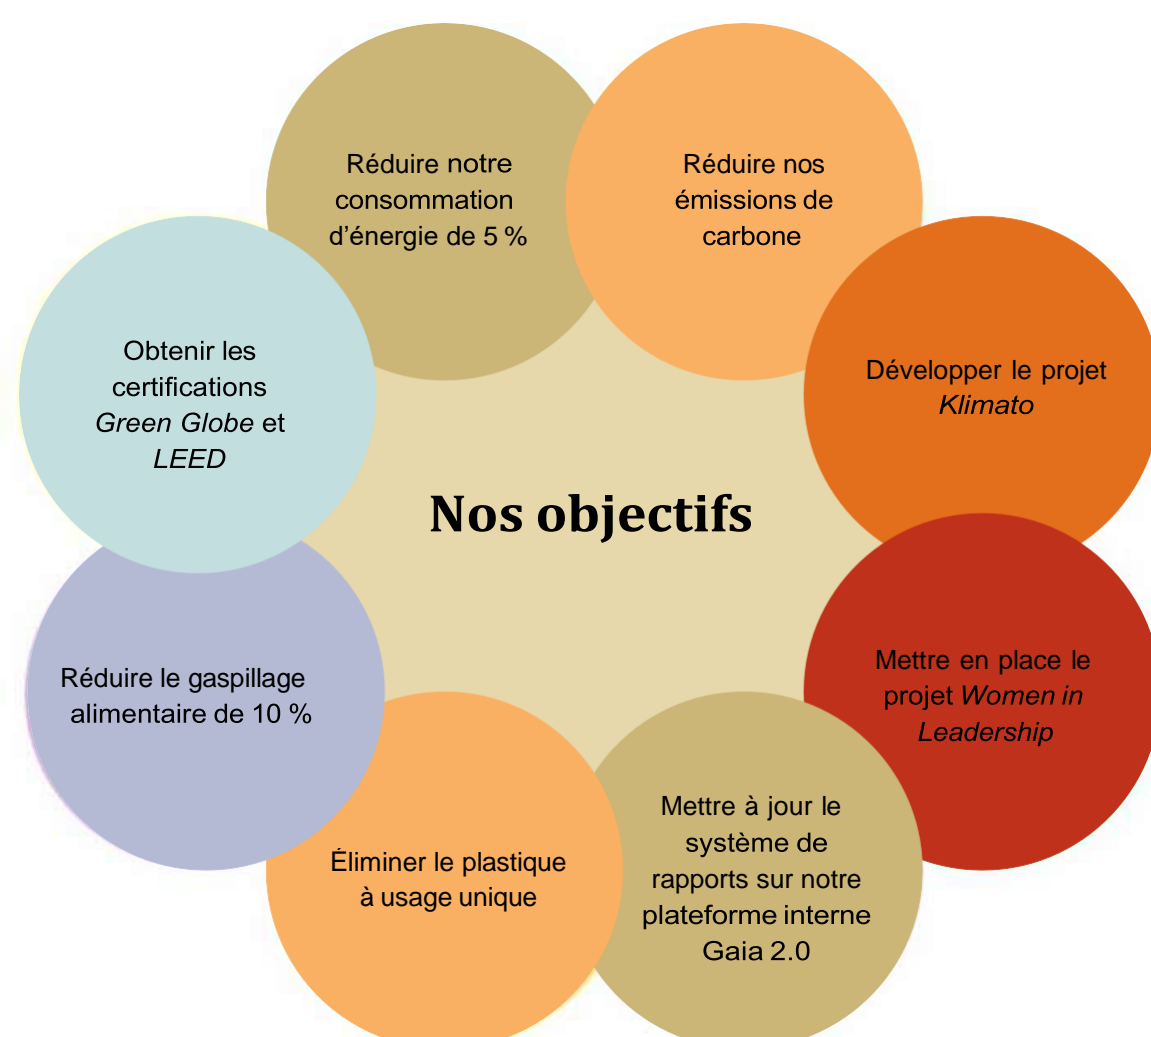 Réduire notre
consommation
d’énergie de 5 %
Réduire nos
émissions de
carbone
Développer le projet
Klimato
Mettre en place le
projet Women in
Leadership
Mettre à jour le
système de
rapports sur notre
plateforme interne
Gaia 2.0
Éliminer le plastique
à usage unique
Réduire le gaspillage
alimentaire de 10 %
Obtenir les
certifications
Green Globe et
LEED
Nos objectifs